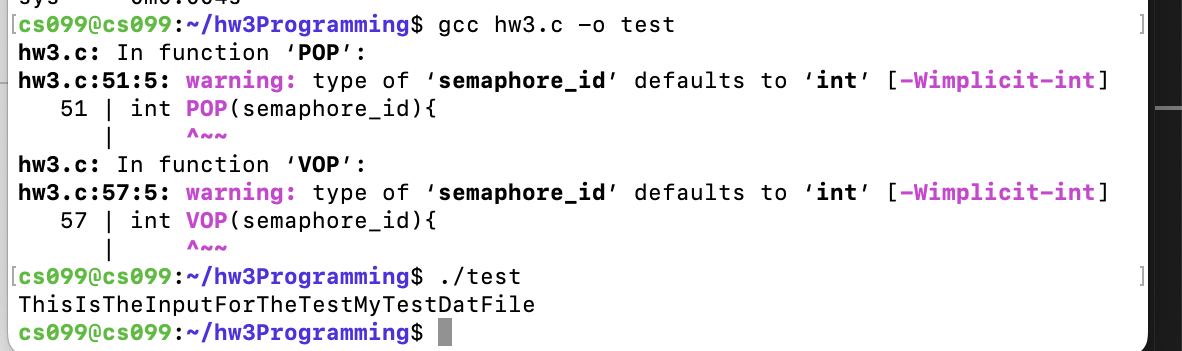 sys 0m0.004s
[cs099@cs099:~/hw3Programming$ gcc hw3.c -o test ]
hw3.c: In function ‘POP’:
hw3.c:51:5: warning: type of ‘semaphore_id’ defaults to ‘int’ [-Wimplicit-int]
51 | int POP(semaphore_id){
| ^~~
hw3.c: In function ‘VOP’:
hw3.c:57:5: warning: type of ‘semaphore_id’ defaults to ‘int’ [-Wimplicit-int]
57 | int VOP(semaphore_id){
| ^~~
[cs099@cs099:~/hw3Programming$ ./test ]
ThisIsTheInputForTheTestMyTestDatFile
cs099@cs099:~/hw3Programming$